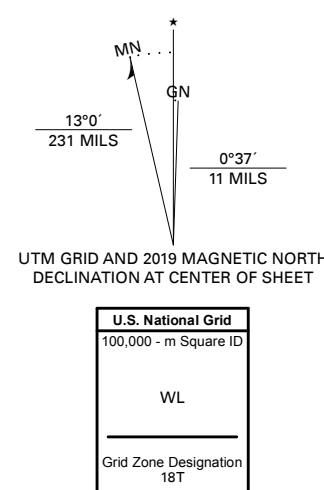 ★
MN
GN
13°0´
231 MILS
0°37´
11 MILS
UTM GRID AND 2019 MAGNETIC NORTH
DECLINATION AT CENTER OF SHEET
U.S. National Grid
100,000 - m Square ID
WL
Grid Zone Designation
18T